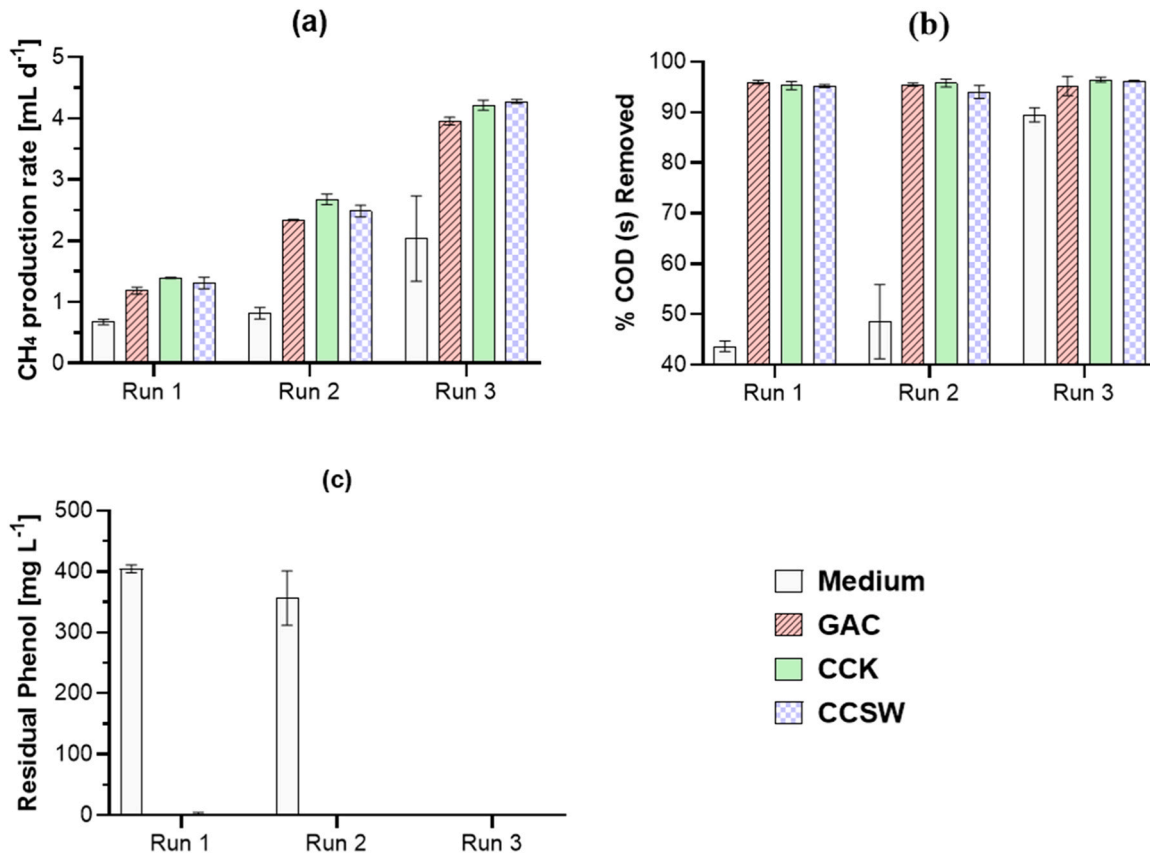 (a)
CH₄ production rate [mL d⁻¹]
5
4
3
2
1
0
Run 1 Run 2 Run 3
(b)
% COD (s) Removed
100
90
80
70
60
50
40
Run 1 Run 2 Run 3
(c)
Residual Phenol [mg L⁻¹]
500
400
300
200
100
0
Run 1 Run 2 Run 3
Medium
GAC
CCK
CCSW